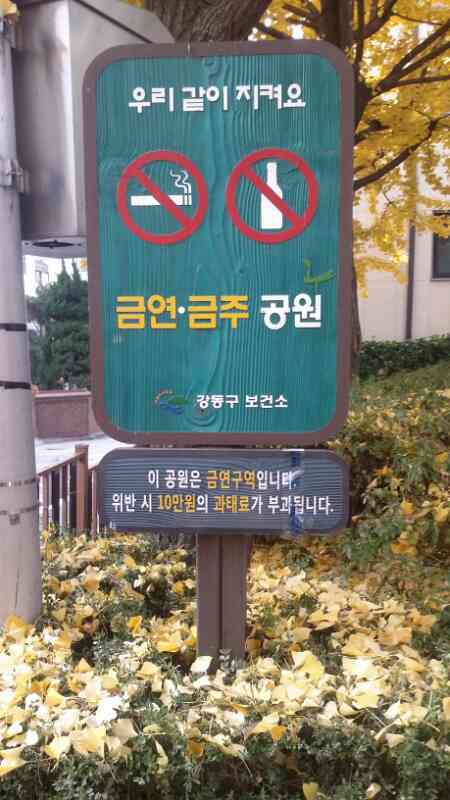 우리 같이 지켜요
금연·금주 공원
강동구 보건소
이 공원은 금연구역입니다.
위반 시 10만원의 과태료가 부과됩니다.